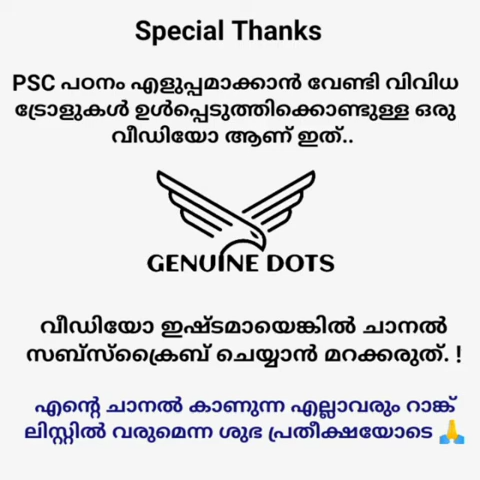 Special Thanks
PSC പഠനം എളുപ്പമാക്കാൻ വേണ്ടി വിവിധ
ട്രോളുകൾ ഉൾപ്പെടുത്തിക്കൊണ്ടുള്ള ഒരു
വീഡിയോ ആണ് ഇത്..
GENUINE DOTS
വീഡിയോ ഇഷ്ടമായെങ്കിൽ ചാനൽ
സബ്സ്ക്രൈബ് ചെയ്യാൻ മറക്കരുത്. !
എന്റെ ചാനൽ കാണുന്ന എല്ലാവരും റാങ്ക്
ലിസ്റ്റിൽ വരുമെന്ന ശുഭ പ്രതീക്ഷയോടെ 🙏